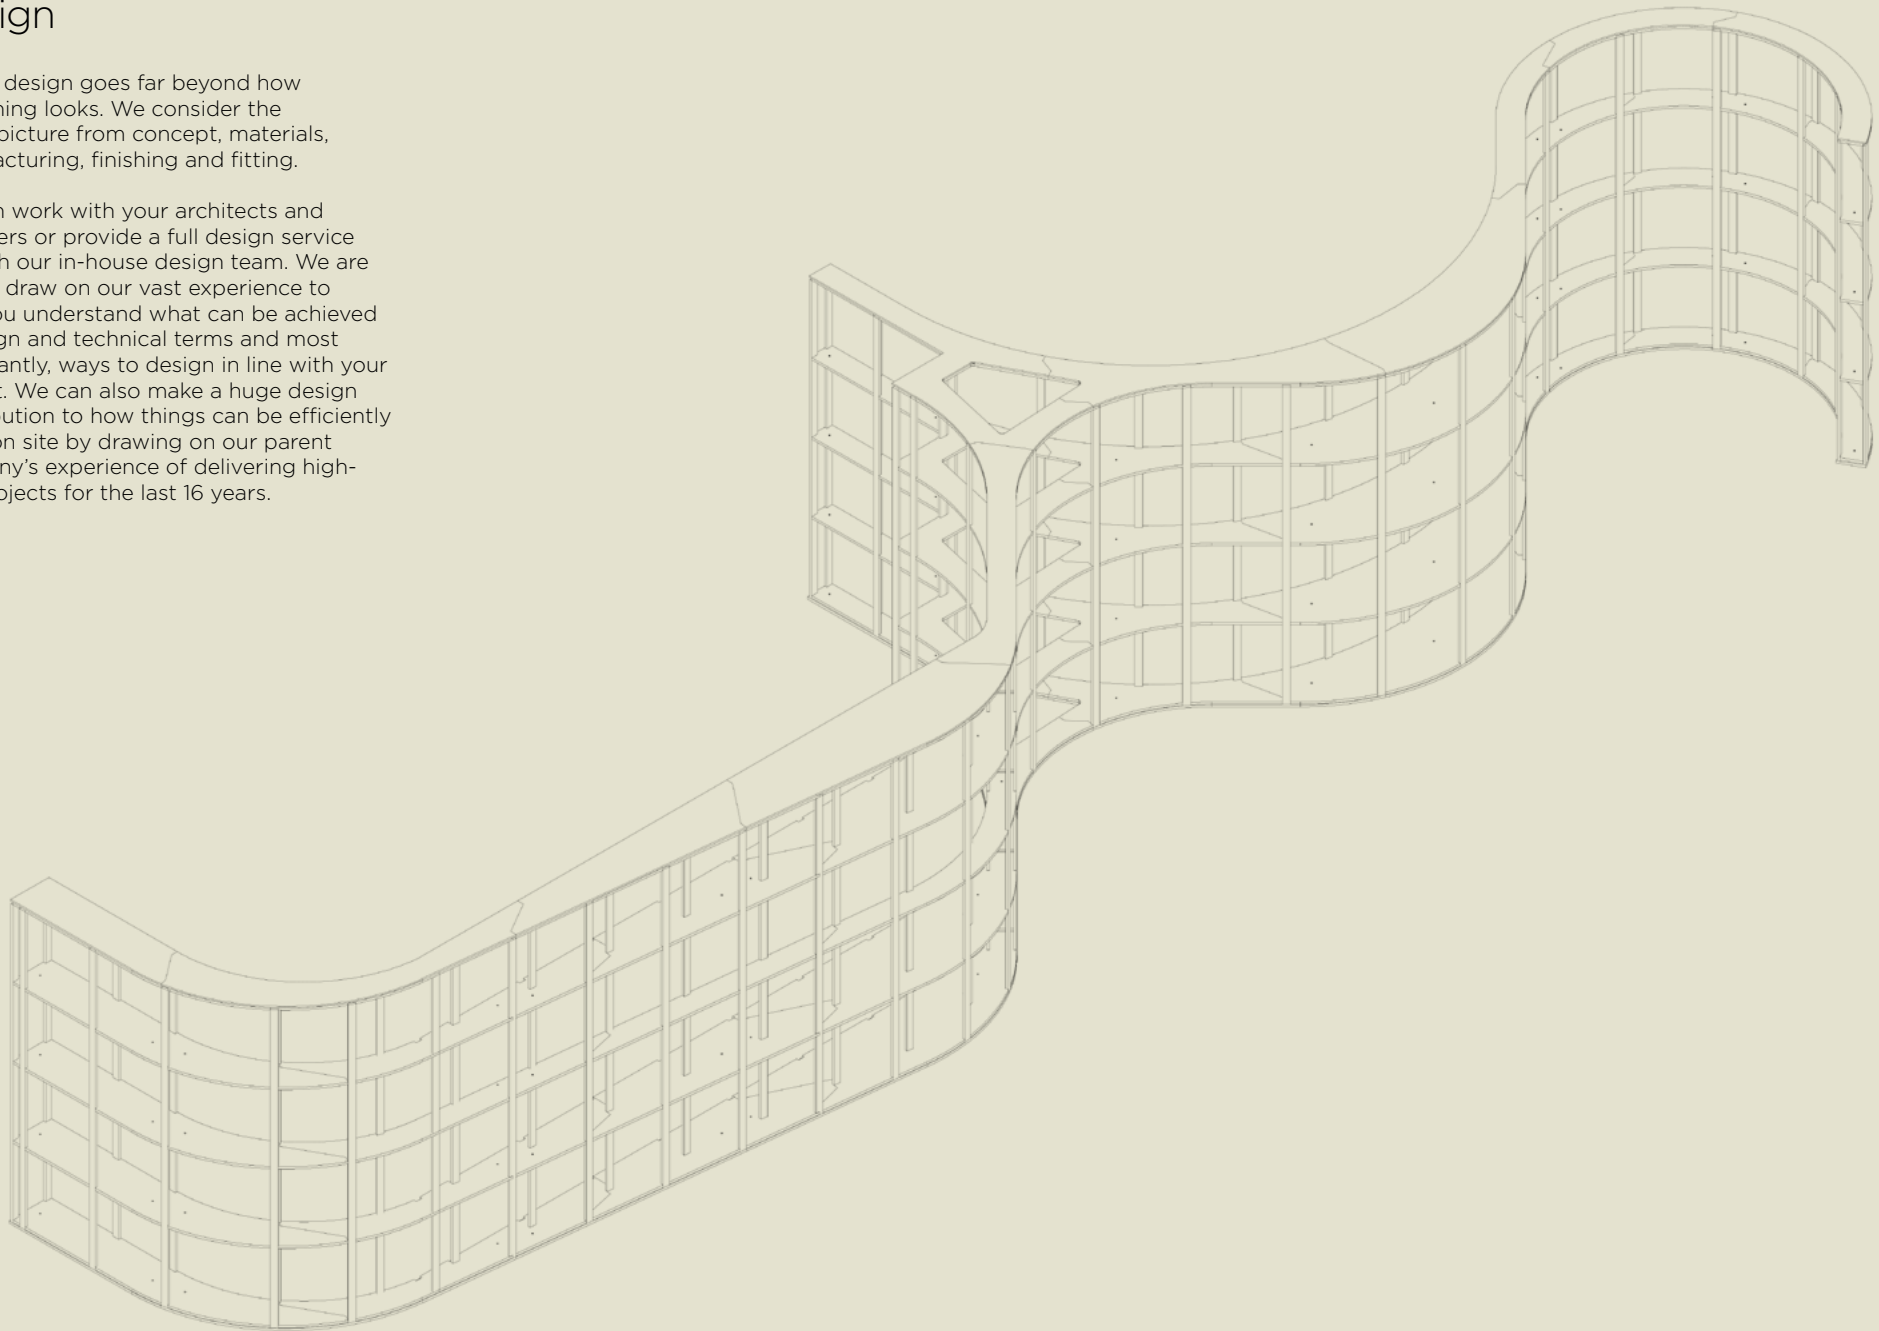 ign
design goes far beyond how
ning looks. We consider the
picture from concept, materials,
acturing, finishing and fitting.
n work with your architects and
ers or provide a full design service
h our in-house design team. We are
draw on our vast experience to
ou understand what can be achieved
gn and technical terms and most
antly, ways to design in line with your
t. We can also make a huge design
bution to how things can be efficiently
on site by drawing on our parent
ny’s experience of delivering high-
ojects for the last 16 years.